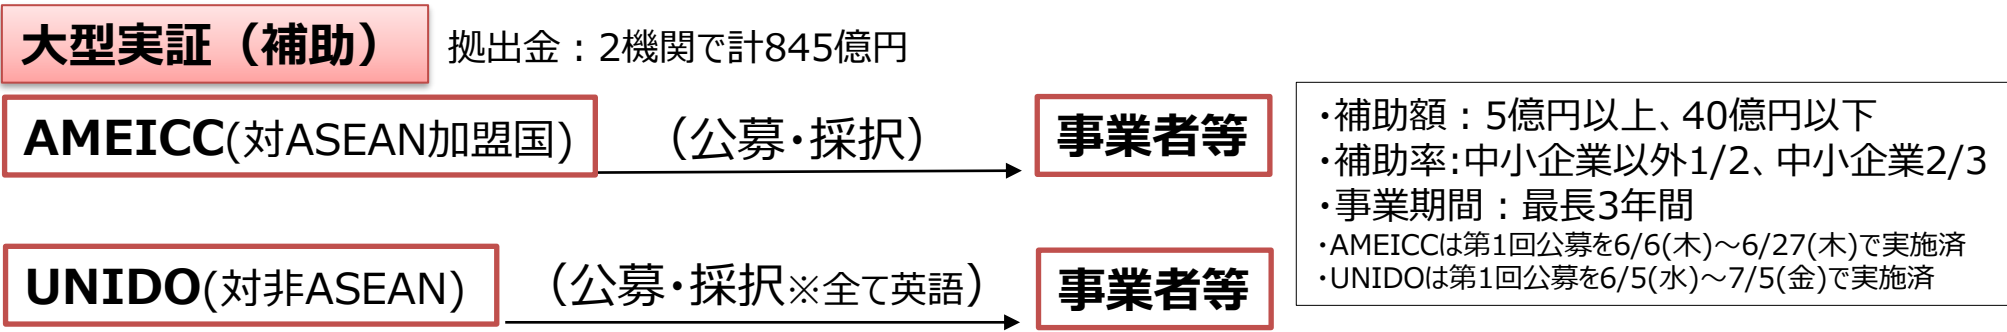 大型実証（補助）
拠出金：2機関で計845億円
AMEICC(対ASEAN加盟国)
（公募・採択）
事業者等
UNIDO(対非ASEAN)
（公募・採択※全て英語）
事業者等
・補助額：5億円以上、40億円以下
・補助率:中小企業以外1/2、中小企業2/3
・事業期間：最長3年間
・AMEICCは第1回公募を6/6(木)～6/27(木)で実施済
・UNIDOは第1回公募を6/5(水)～7/5(金)で実施済